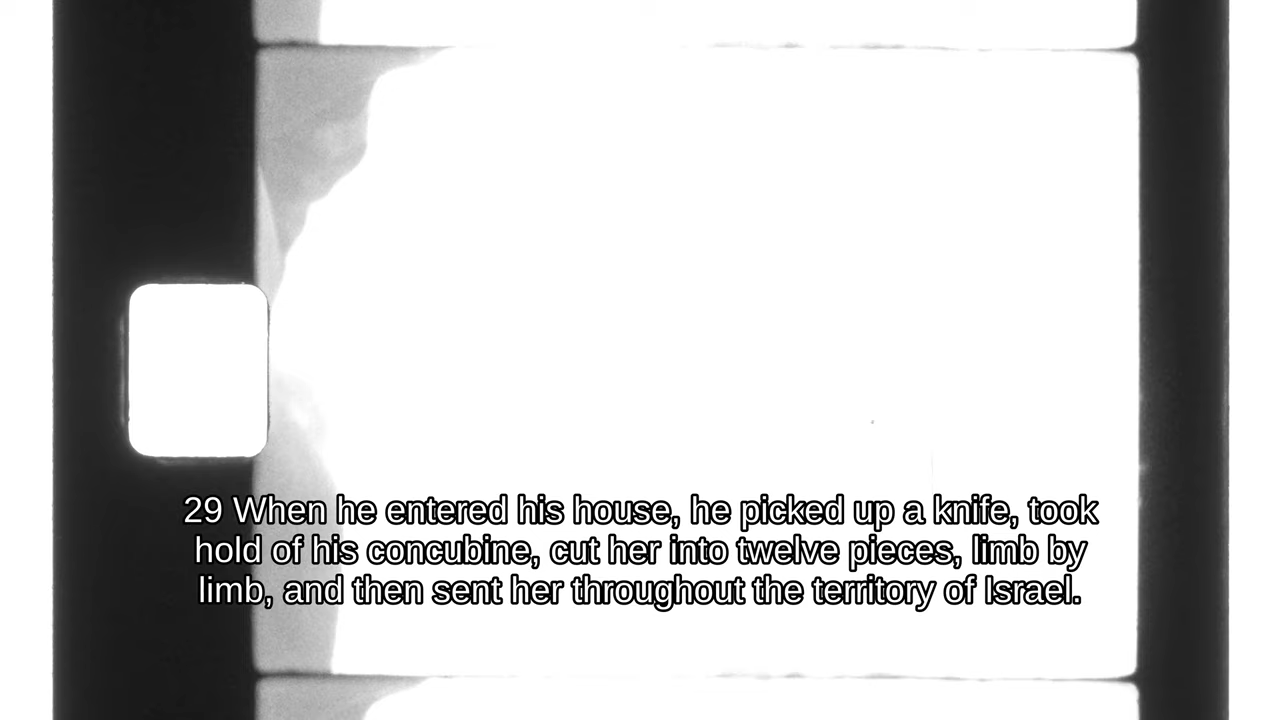 29 When he entered his house, he picked up a knife, took
hold of his concubine, cut her into twelve pieces, limb by
limb, and then sent her throughout the territory of Israel.